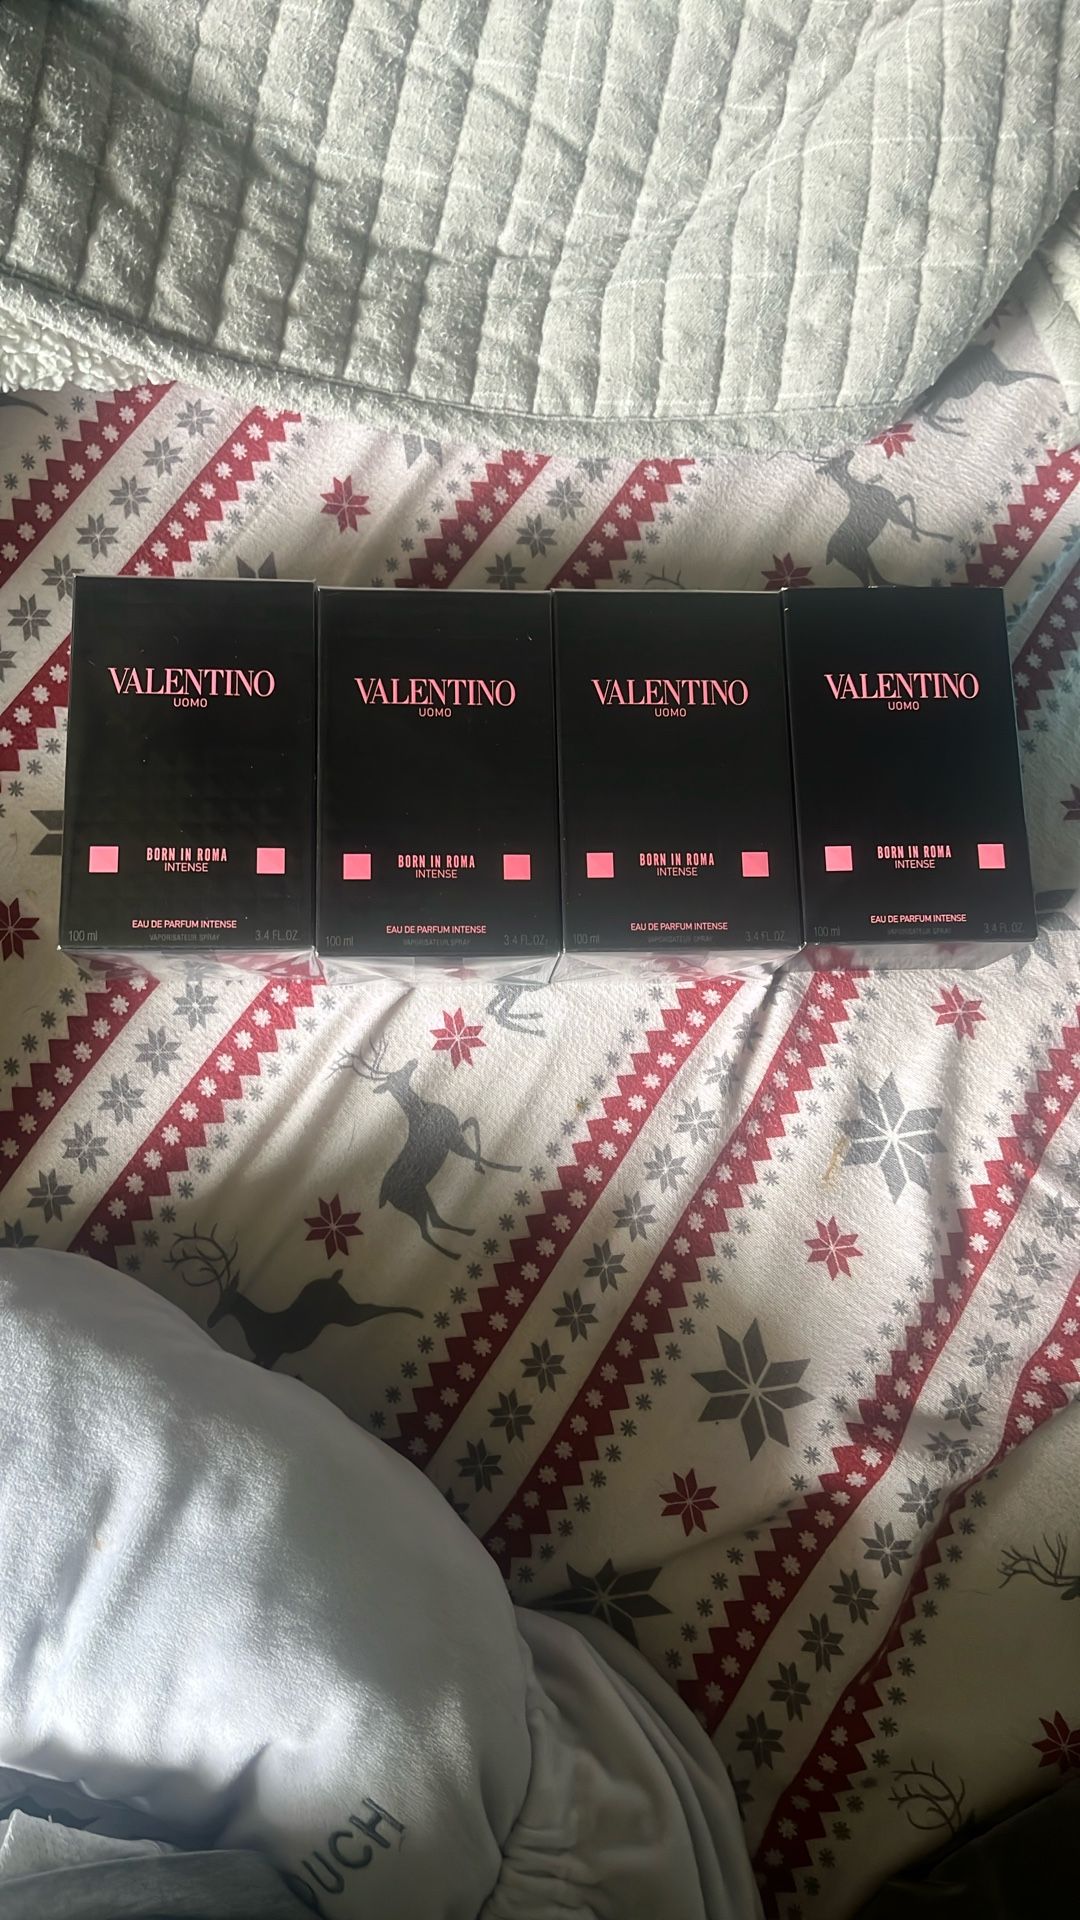 VALENTINO
UOMO
BORN IN ROMA
INTENSE
EAU DE PARFUM INTENSE
100 ml VAPORISATEUR SPRAY 3.4 FL.OZ.
VALENTINO
UOMO
BORN IN ROMA
INTENSE
EAU DE PARFUM INTENSE
100 ml VAPORISATEUR SPRAY 3.4 FL.OZ.
VALENTINO
UOMO
BORN IN ROMA
INTENSE
EAU DE PARFUM INTENSE
100 ml VAPORISATEUR SPRAY 3.4 FL.OZ.
VALENTINO
UOMO
BORN IN ROMA
INTENSE
EAU DE PARFUM INTENSE
100 ml VAPORISATEUR SPRAY 3.4 FL.OZ.